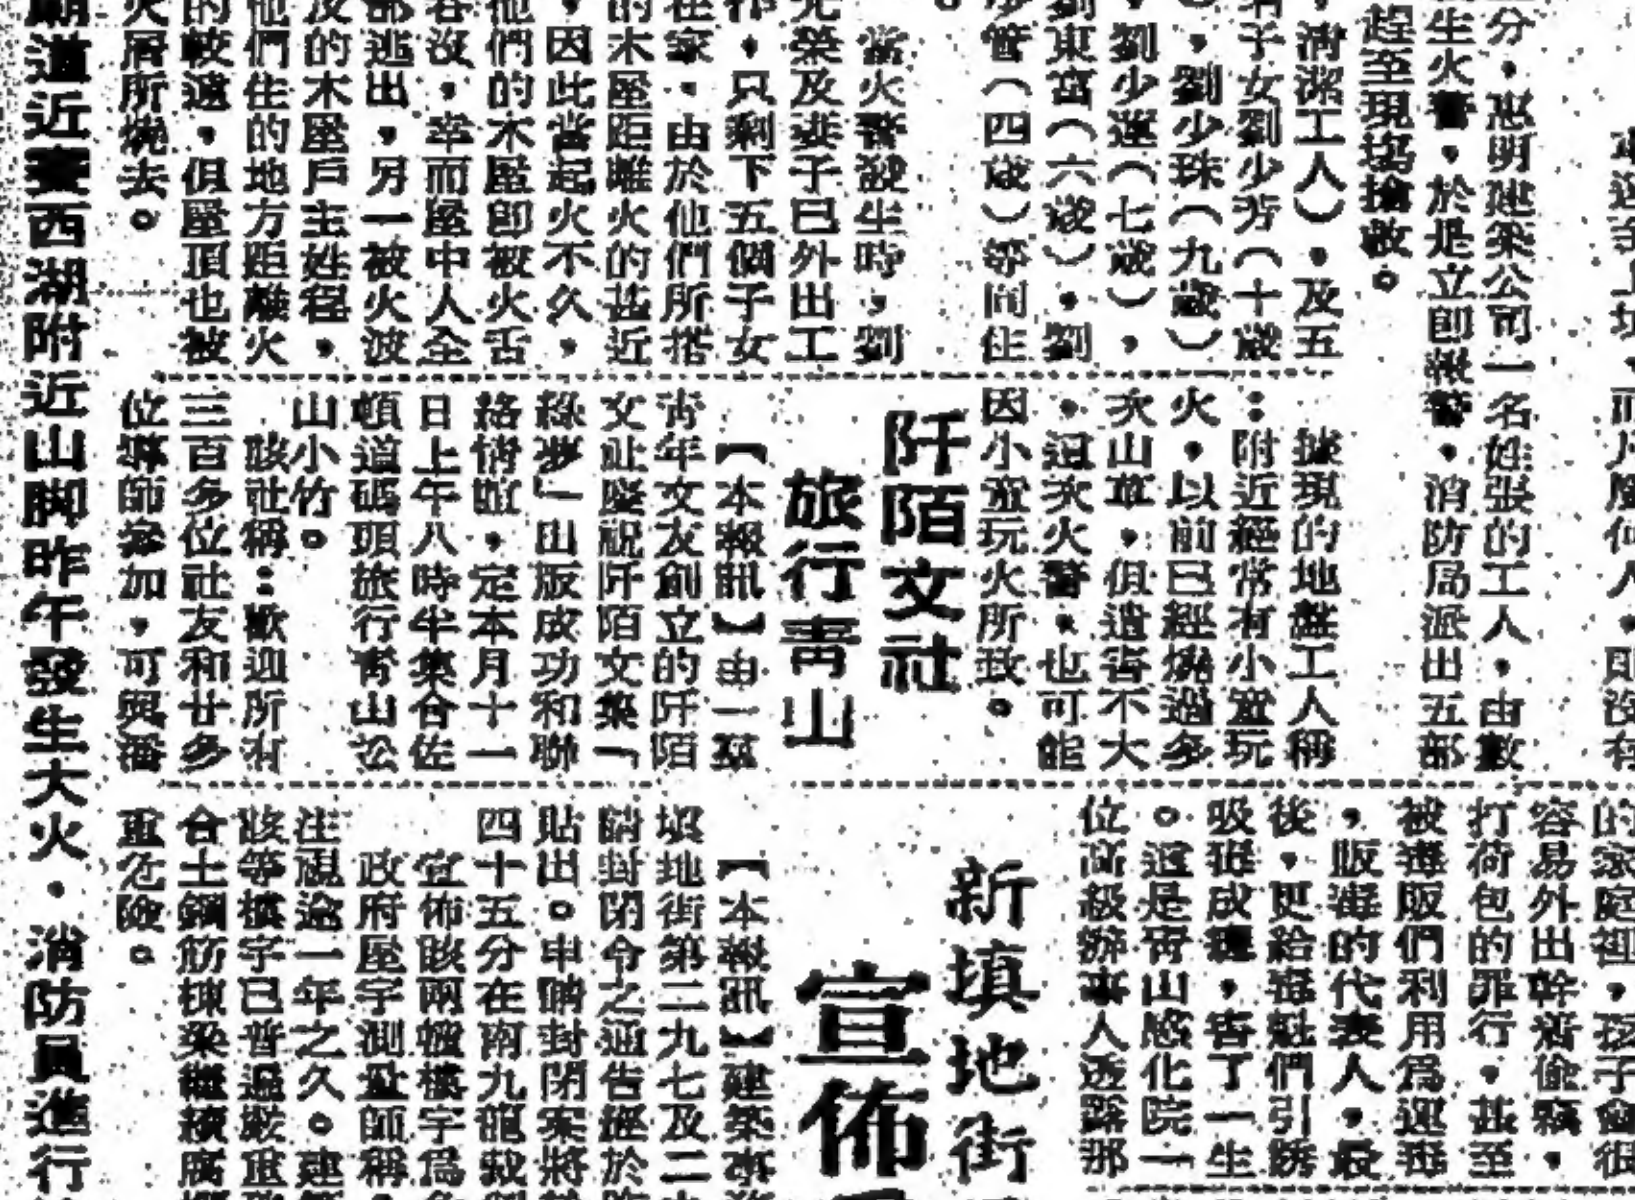 分，惠明建築公司一名姓張的工人，由數
生火警，於是立刻報警，消防局派出五部
趕至現場搶救。
，清潔工人），及五
名子女劉少芳（十歲
，劉少珠（九歲）
，劉少蓮（七歲），
劉東富（六歲），劉
（四歲）等同住
當火警發生時，劉
榮及妻子已外出工
作，只剩下五個子女
在家，由於他們所搭
的木屋距離火的甚近
，因此當起火不久，
他們的木屋即被火舌
吞沒，幸而屋中人全
部逃出，另一被火波
及的木屋戶主姓程，
他們住的地方距離火
的較遠，但屋頂也被
火屑所燒去。
廟道近薆西湖附近山脚昨午發生大火，消防員進行
據現的地盤工人稱
：附近經常有小童玩
火，以前已經燒過多
次山草，但遺害不大
，這次火警，也可能
因小童玩火所致。
阡陌文社
旅行青山
【本報訊】由一羣
青年文友創立的阡陌
文社慶祝阡陌文集「
綠夢」出版成功和聯
絡情誼，定本月十一
日上午八時半集合佐
頓道碼頭旅行青山公
山小竹。
該社稱：歡迎所有
三百多位社友和廿多
位導師參加，可與潘
的家庭裡，孩子會很
容易外出幹着偷竊，
打荷包的罪行，甚至
被毒販們利用爲運毒
，販毒的代表人，最
後，更給毒魁們引誘
吸毒成癮，害了一生
。這是靑山感化院一
位高級辦事人透露那
新填地街
宣佈
【本報訊】建築事務
填地街第二九七及二
請封閉令之通告經於
貼出。申請封閉案將
四十五分在南九龍裁
宣佈該兩幢樓宇爲
政府屋宇測量師稱
注視逾一年之久。建
該等樓宇已普遍嚴重
合土鋼筋棟樑繼續腐
重危險。